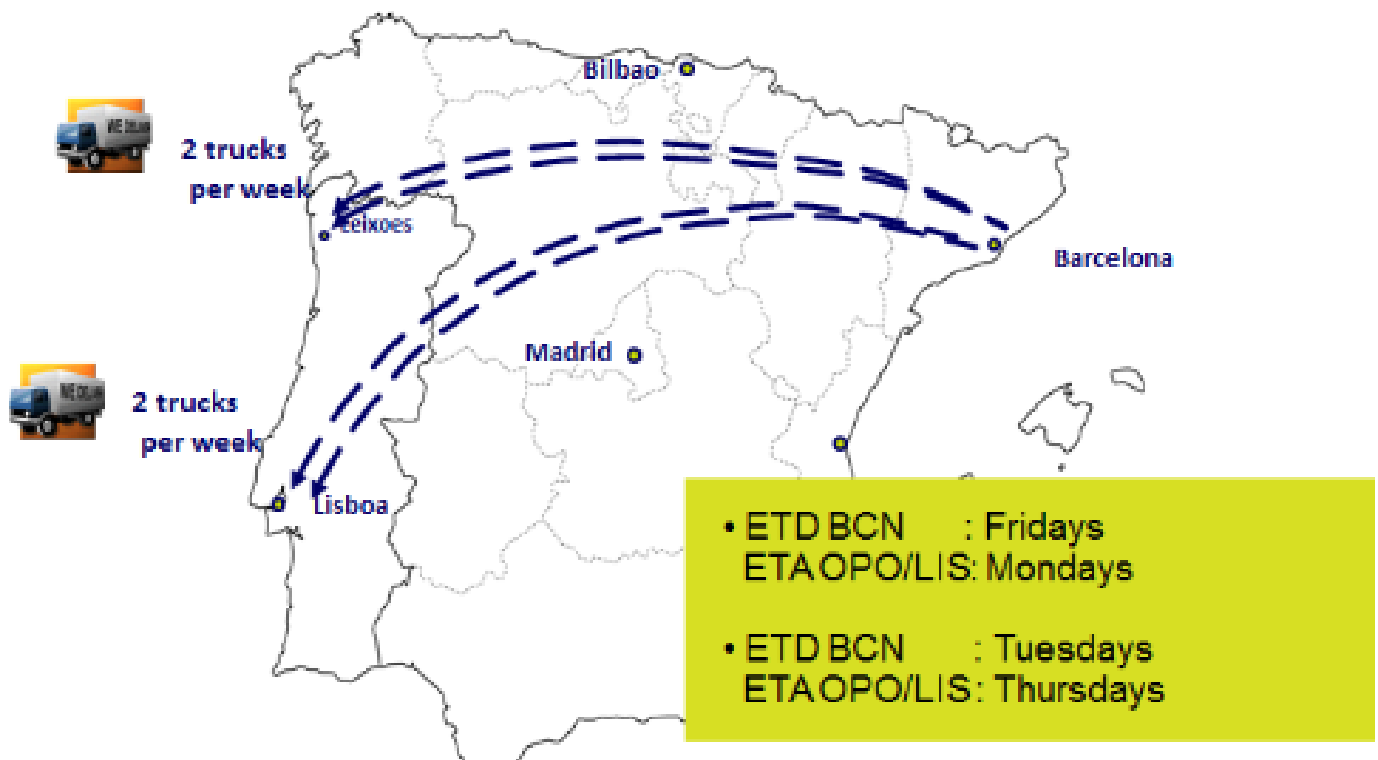 Bilbao
2 trucks
per week
Leixoes
Barcelona
Madrid
2 trucks
per week
Lisboa
• ETD BCN : Fridays
ETA OPO/LIS: Mondays
• ETD BCN : Tuesdays
ETA OPO/LIS: Thursdays